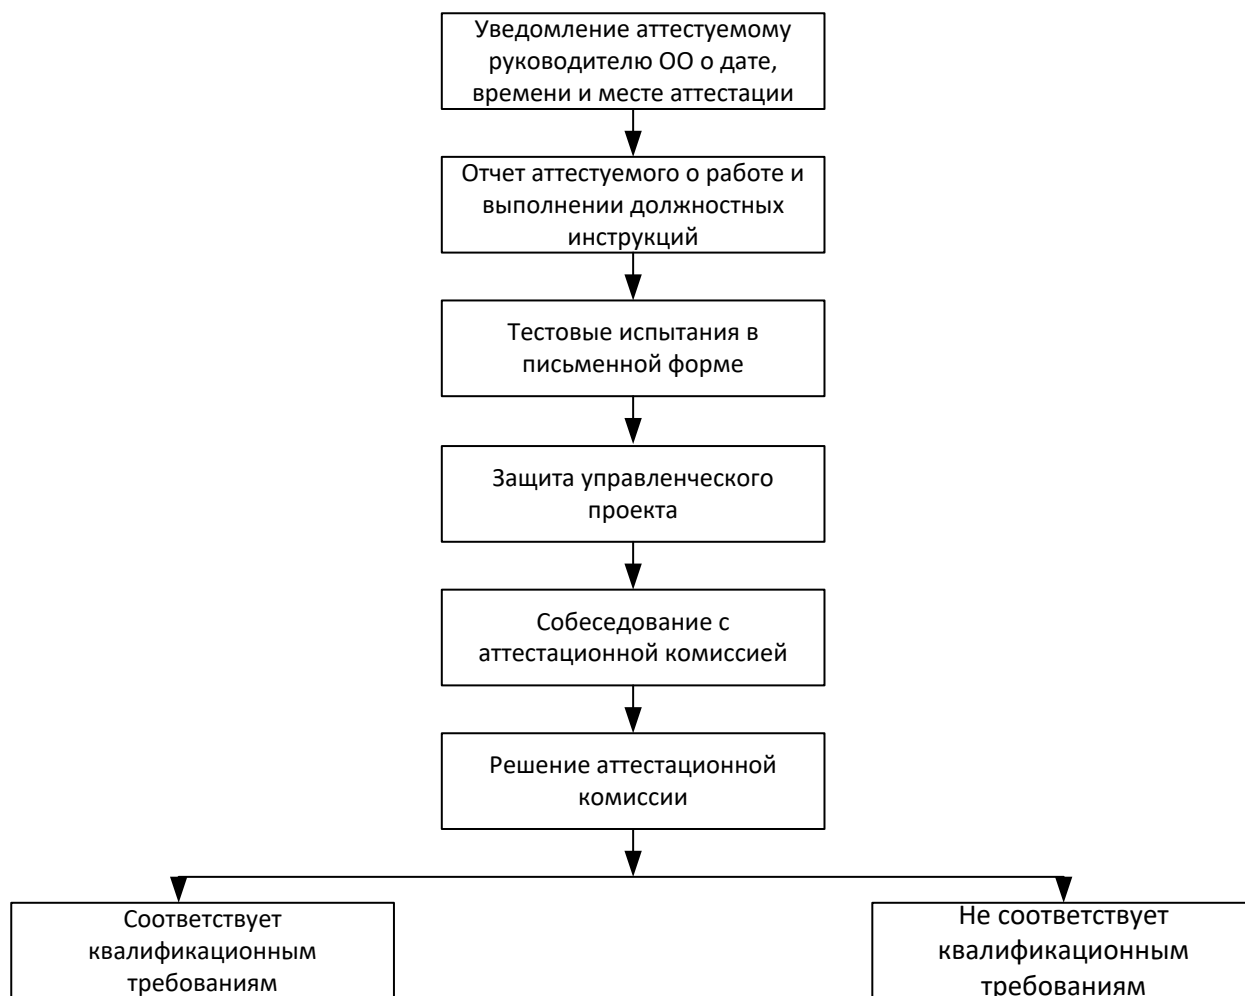 Уведомление аттестуемому
руководителю ОО о дате,
времени и месте аттестации
Отчет аттестуемого о работе и
выполнении должностных
инструкций
Тестовые испытания в
письменной форме
Защита управленческого
проекта
Собеседование с
аттестационной комиссией
Решение аттестационной
комиссии
Соответствует
квалификационным
требованиям
Не соответствует
квалификационным
требованиям